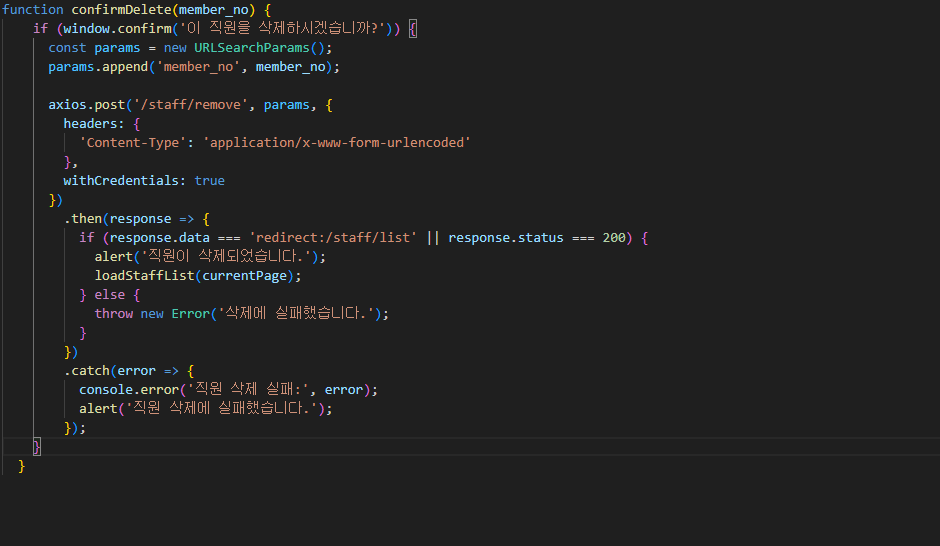 function confirmDelete(member_no) {
if (window.confirm('이 직원을 삭제하시겠습니까?')) {
const params = new URLSearchParams();
params.append('member_no', member_no);
axios.post('/staff/remove', params, {
headers: {
'Content-Type': 'application/x-www-form-urlencoded'
},
withCredentials: true
})
.then(response => {
if (response.data === 'redirect:/staff/list' || response.status === 200) {
alert('직원이 삭제되었습니다.');
loadStaffList(currentPage);
} else {
throw new Error('삭제에 실패했습니다.');
}
})
.catch(error => {
console.error('직원 삭제 실패:', error);
alert('직원 삭제에 실패했습니다.');
});
}
}